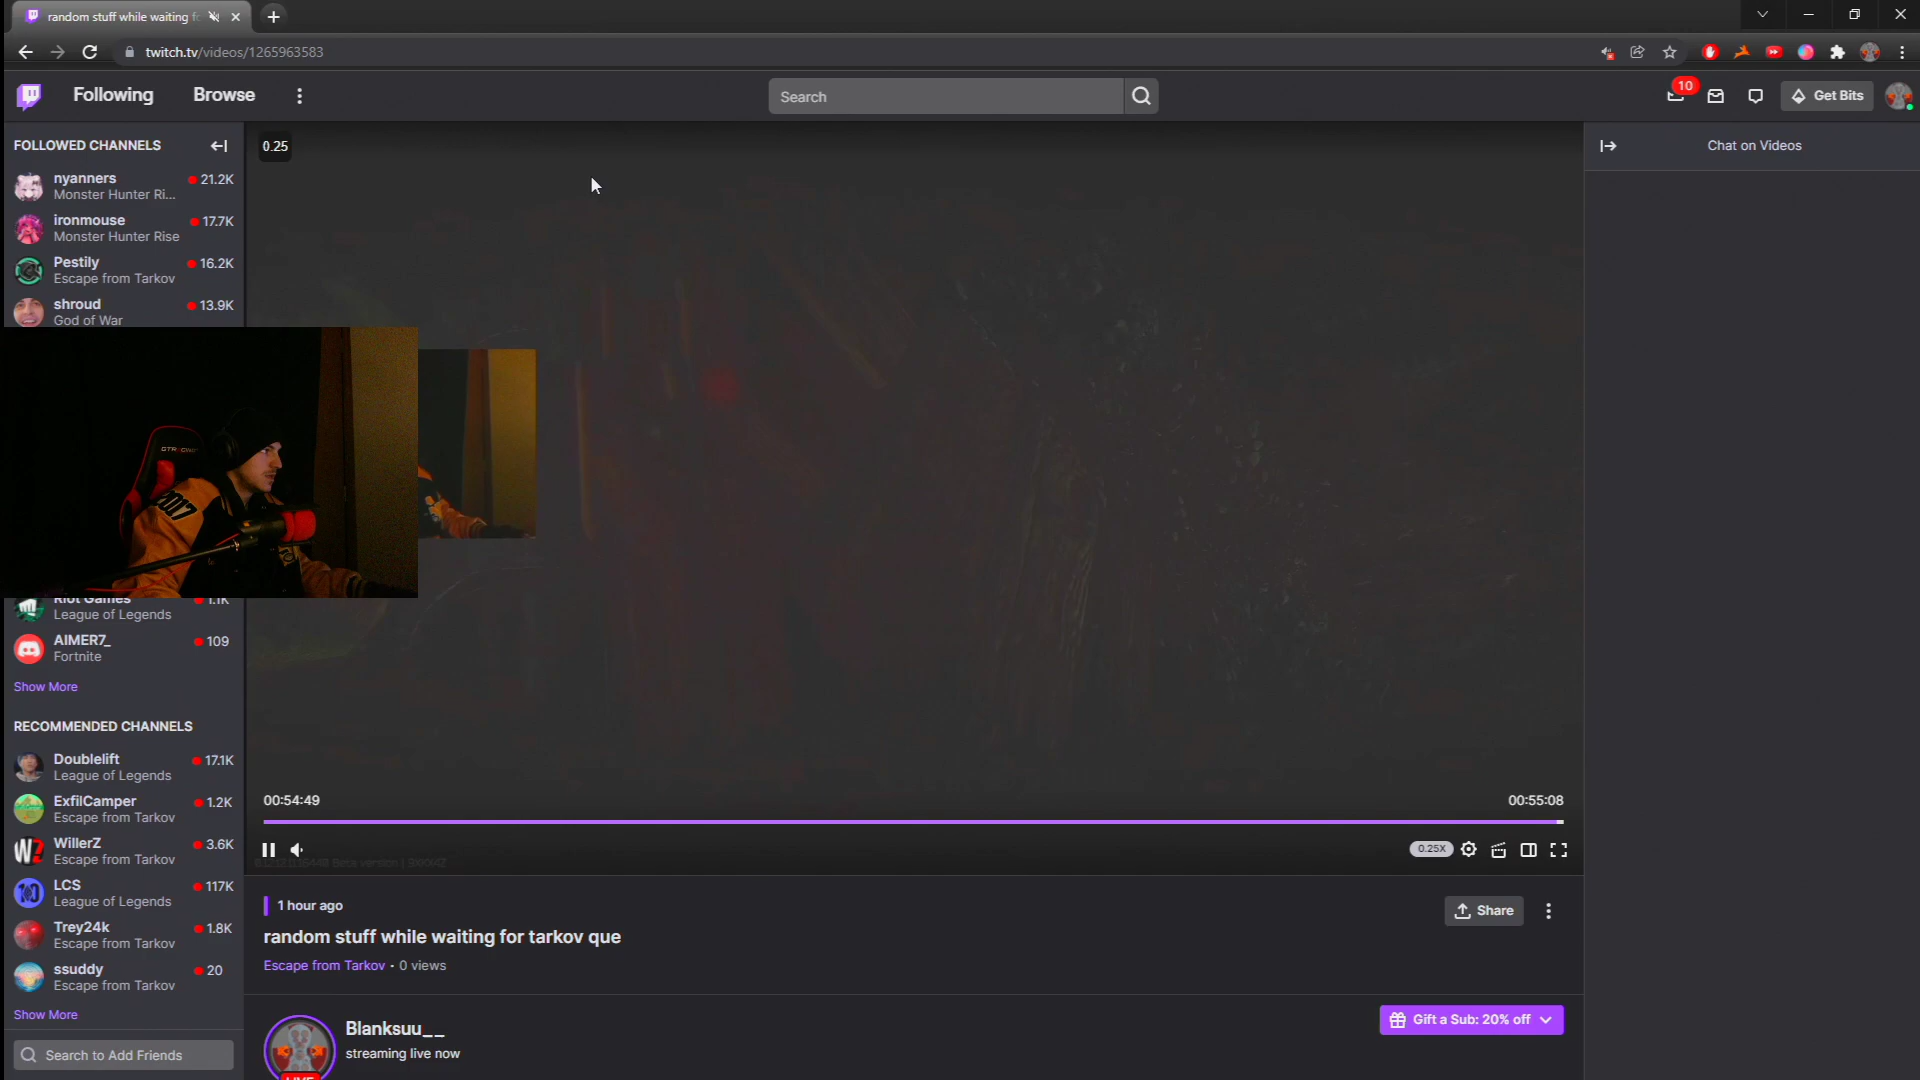 random stuff while waiting fo
twitch.tv/videos/1265963583
Following
Browse
Search
10
Get Bits
FOLLOWED CHANNELS
0.25
Chat on Videos
nyanners
21.2K
Monster Hunter Ri...
ironmouse
17.7K
Monster Hunter Rise
Pestily
16.2K
Escape from Tarkov
shroud
13.9K
God of War
Riot Games
1.1K
League of Legends
AIMER7_
109
Fortnite
Show More
RECOMMENDED CHANNELS
Doublelift
17.1K
League of Legends
ExfilCamper
1.2K
Escape from Tarkov
WillerZ
3.6K
Escape from Tarkov
LCS
117K
League of Legends
Trey24k
1.8K
Escape from Tarkov
ssuddy
20
Escape from Tarkov
Show More
Search to Add Friends
00:54:49
00:55:08
0.25X
1 hour ago
Share
random stuff while waiting for tarkov que
Escape from Tarkov • 0 views
Gift a Sub: 20% off
Blanksuu__
streaming live now
LIVE